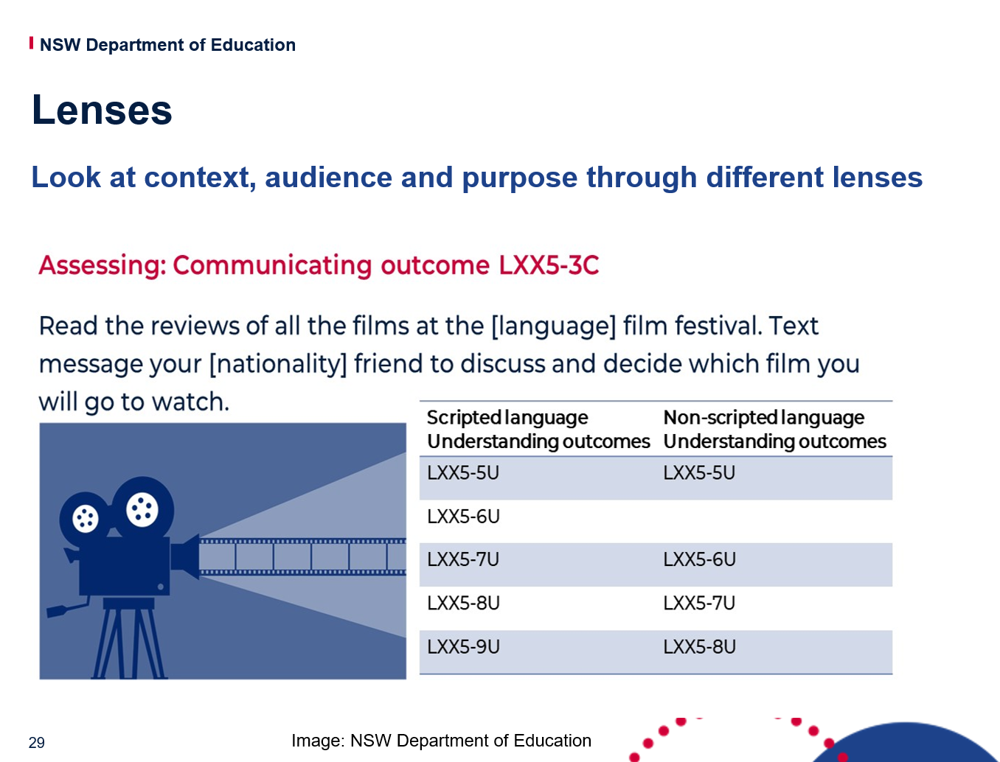 NSW Department of Education
Lenses
Look at context, audience and purpose through different lenses
Assessing: Communicating outcome LXX5-3C
Read the reviews of all the films at the [language] film festival. Text
message your [nationality] friend to discuss and decide which film you
will go to watch.
Scripted language Non-scripted language
Understanding outcomes Understanding outcomes
LXX5-5U LXX5-5U
LXX5-6U
LXX5-7U LXX5-6U
LXX5-8U LXX5-7U
LXX5-9U LXX5-8U
29 Image: NSW Department of Education